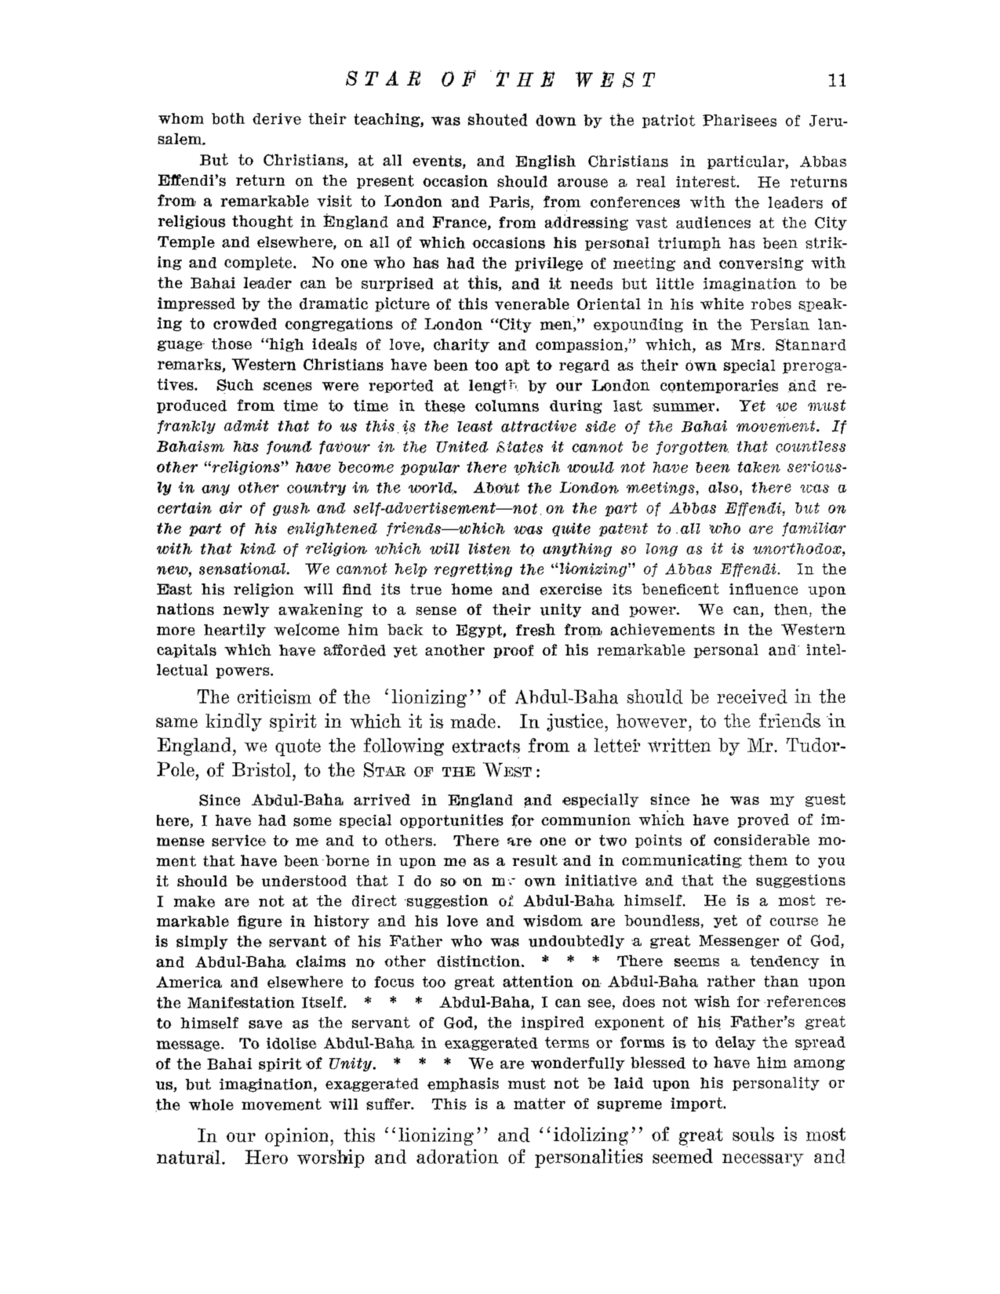 STAR OF THE WEST 11
whom both derive their teaching, was shouted down by the patriot Pharisees of Jeru-
salem.
But to Christians, at all events, and English Christians in particular, Abbas
Effendi's return on the present occasion should arouse a real interest. He returns
from a remarkable visit to London and Paris, from conferences with the leaders of
religious thought in England and France, from addressing vast audiences at the City
Temple and elsewhere, on all of which occasions his personal triumph has been strik-
ing and complete. No one who has had the privilege of meeting and conversing with
the Bahai leader can be surprised at this, and it needs but little imagination to be
impressed by the dramatic picture of this venerable Oriental in his white robes speak-
ing to crowded congregations of London "City men," expounding in the Persian lan-
guage those "high ideals of love, charity and compassion," which, as Mrs. Stannard
remarks, Western Christians have been too apt to regard as their own special preroga-
tives. Such scenes were reported at length by our London contemporaries and re-
produced from time to time in these columns during last summer. Yet we must
frankly admit that to us this is the least attractive side of the Bahai movement. If
Bahaism has found favour in the United States it cannot be forgotten that countless
other "religions" have become popular there which would not have been taken serious-
ly in any other country in the world. About the London meetings, also, there was a
certain air of gush and self-advertisement—not on the part of Abbas Effendi, but on
the part of his enlightened friends—which was quite patent to all who are familiar
with that kind of religion which will listen to anything so long as it is unorthodox,
new, sensational. We cannot help regretting the "lionizing" of Abbas Effendi. In the
East his religion will find its true home and exercise its beneficent influence upon
nations newly awakening to a sense of their unity and power. We can, then, the
more heartily welcome him back to Egypt, fresh from achievements in the Western
capitals which have afforded yet another proof of his remarkable personal and intel-
lectual powers.
The criticism of the 'lionizing" of Abdul-Baha should be received in the
same kindly spirit in which it is made. In justice, however, to the friends in
England, we quote the following extracts from a letter written by Mr. Tudor-
Pole, of Bristol, to the STAR OF THE WEST:
Since Abdul-Baha arrived in England and especially since he was my guest
here, I have had some special opportunities for communion which have proved of im-
mense service to me and to others. There are one or two points of considerable mo-
ment that have been borne in upon me as a result and in communicating them to you
it should be understood that I do so on my own initiative and that the suggestions
I make are not at the direct suggestion of Abdul-Baha himself. He is a most re-
markable figure in history and his love and wisdom are boundless, yet of course he
is simply the servant of his Father who was undoubtedly a great Messenger of God,
and Abdul-Baha claims no other distinction. * * * There seems a tendency in
America and elsewhere to focus too great attention on Abdul-Baha rather than upon
the Manifestation Itself. * * * Abdul-Baha, I can see, does not wish for references
to himself save as the servant of God, the inspired exponent of his Father's great
message. To idolise Abdul-Baha in exaggerated terms or forms is to delay the spread
of the Bahai spirit of Unity. * * * We are wonderfully blessed to have him among
us, but imagination, exaggerated emphasis must not be laid upon his personality or
the whole movement will suffer. This is a matter of supreme import.
In our opinion, this "lionizing" and "idolizing" of great souls is most
natural. Hero worship and adoration of personalities seemed necessary and